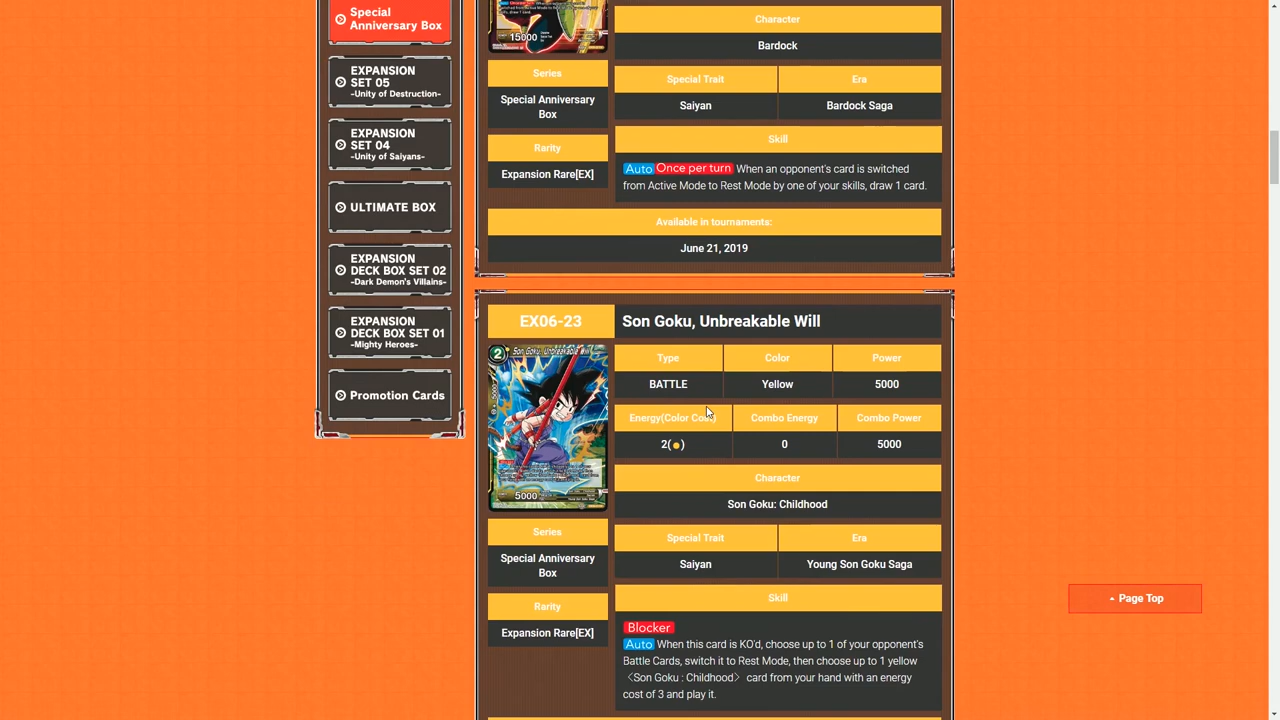 Special
Anniversary Box
EXPANSION
SET 05
-Unity of Destruction-
EXPANSION
SET 04
-Unity of Saiyans-
ULTIMATE BOX
EXPANSION
DECK BOX SET 02
-Dark Demon's Villains-
EXPANSION
DECK BOX SET 01
-Mighty Heroes-
Promotion Cards
15000
Series
Special Anniversary
Box
Rarity
Expansion Rare[EX]
Character
Bardock
Special Trait
Era
Saiyan
Bardock Saga
Skill
Auto Once per turn When an opponent's card is switched
from Active Mode to Rest Mode by one of your skills, draw 1 card.
Available in tournaments:
June 21, 2019
EX06-23
Son Goku, Unbreakable Will
2 Son Goku, Unbreakable Will
5000
Type
Color
Power
BATTLE
Yellow
5000
Energy(Color Cost)
Combo Energy
Combo Power
2( )
0
5000
Character
Son Goku: Childhood
Series
Special Anniversary
Box
Rarity
Expansion Rare[EX]
Special Trait
Era
Saiyan
Young Son Goku Saga
Skill
Blocker
Auto When this card is KO'd, choose up to 1 of your opponent's
Battle Cards, switch it to Rest Mode, then choose up to 1 yellow
〈Son Goku : Childhood〉 card from your hand with an energy
cost of 3 and play it.
Page Top